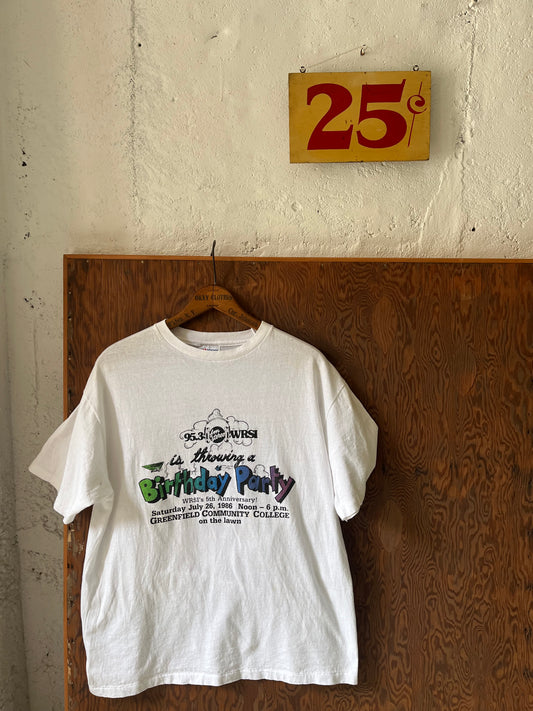 25¢
95.3 WRSI
is throwing a
Birthday Party
WRSI's 5th Anniversary!
Saturday July 26, 1986 Noon – 6 p.m.
GREENFIELD COMMUNITY COLLEGE
on the lawn